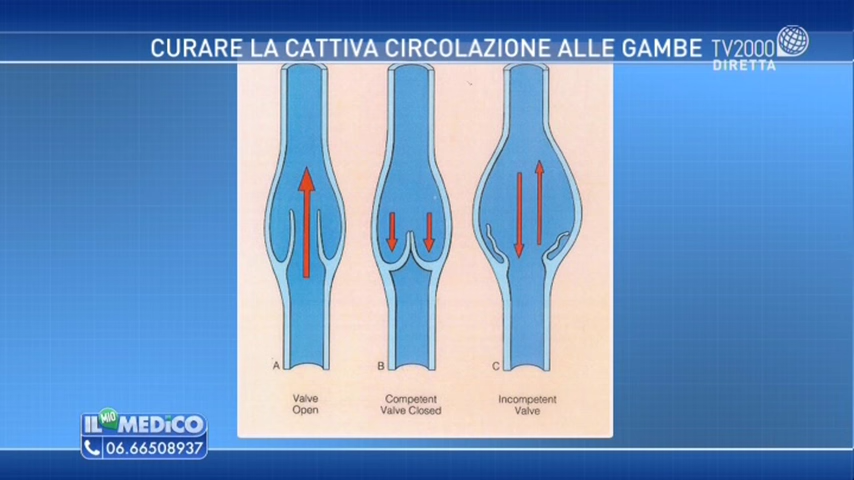 CURARE LA CATTIVA CIRCOLAZIONE ALLE GAMBE
TV2000
DIRETTA
A
B
C
Valve
Open
Competent
Valve Closed
Incompetent
Valve
IL MIO MEDICO
06.66508937